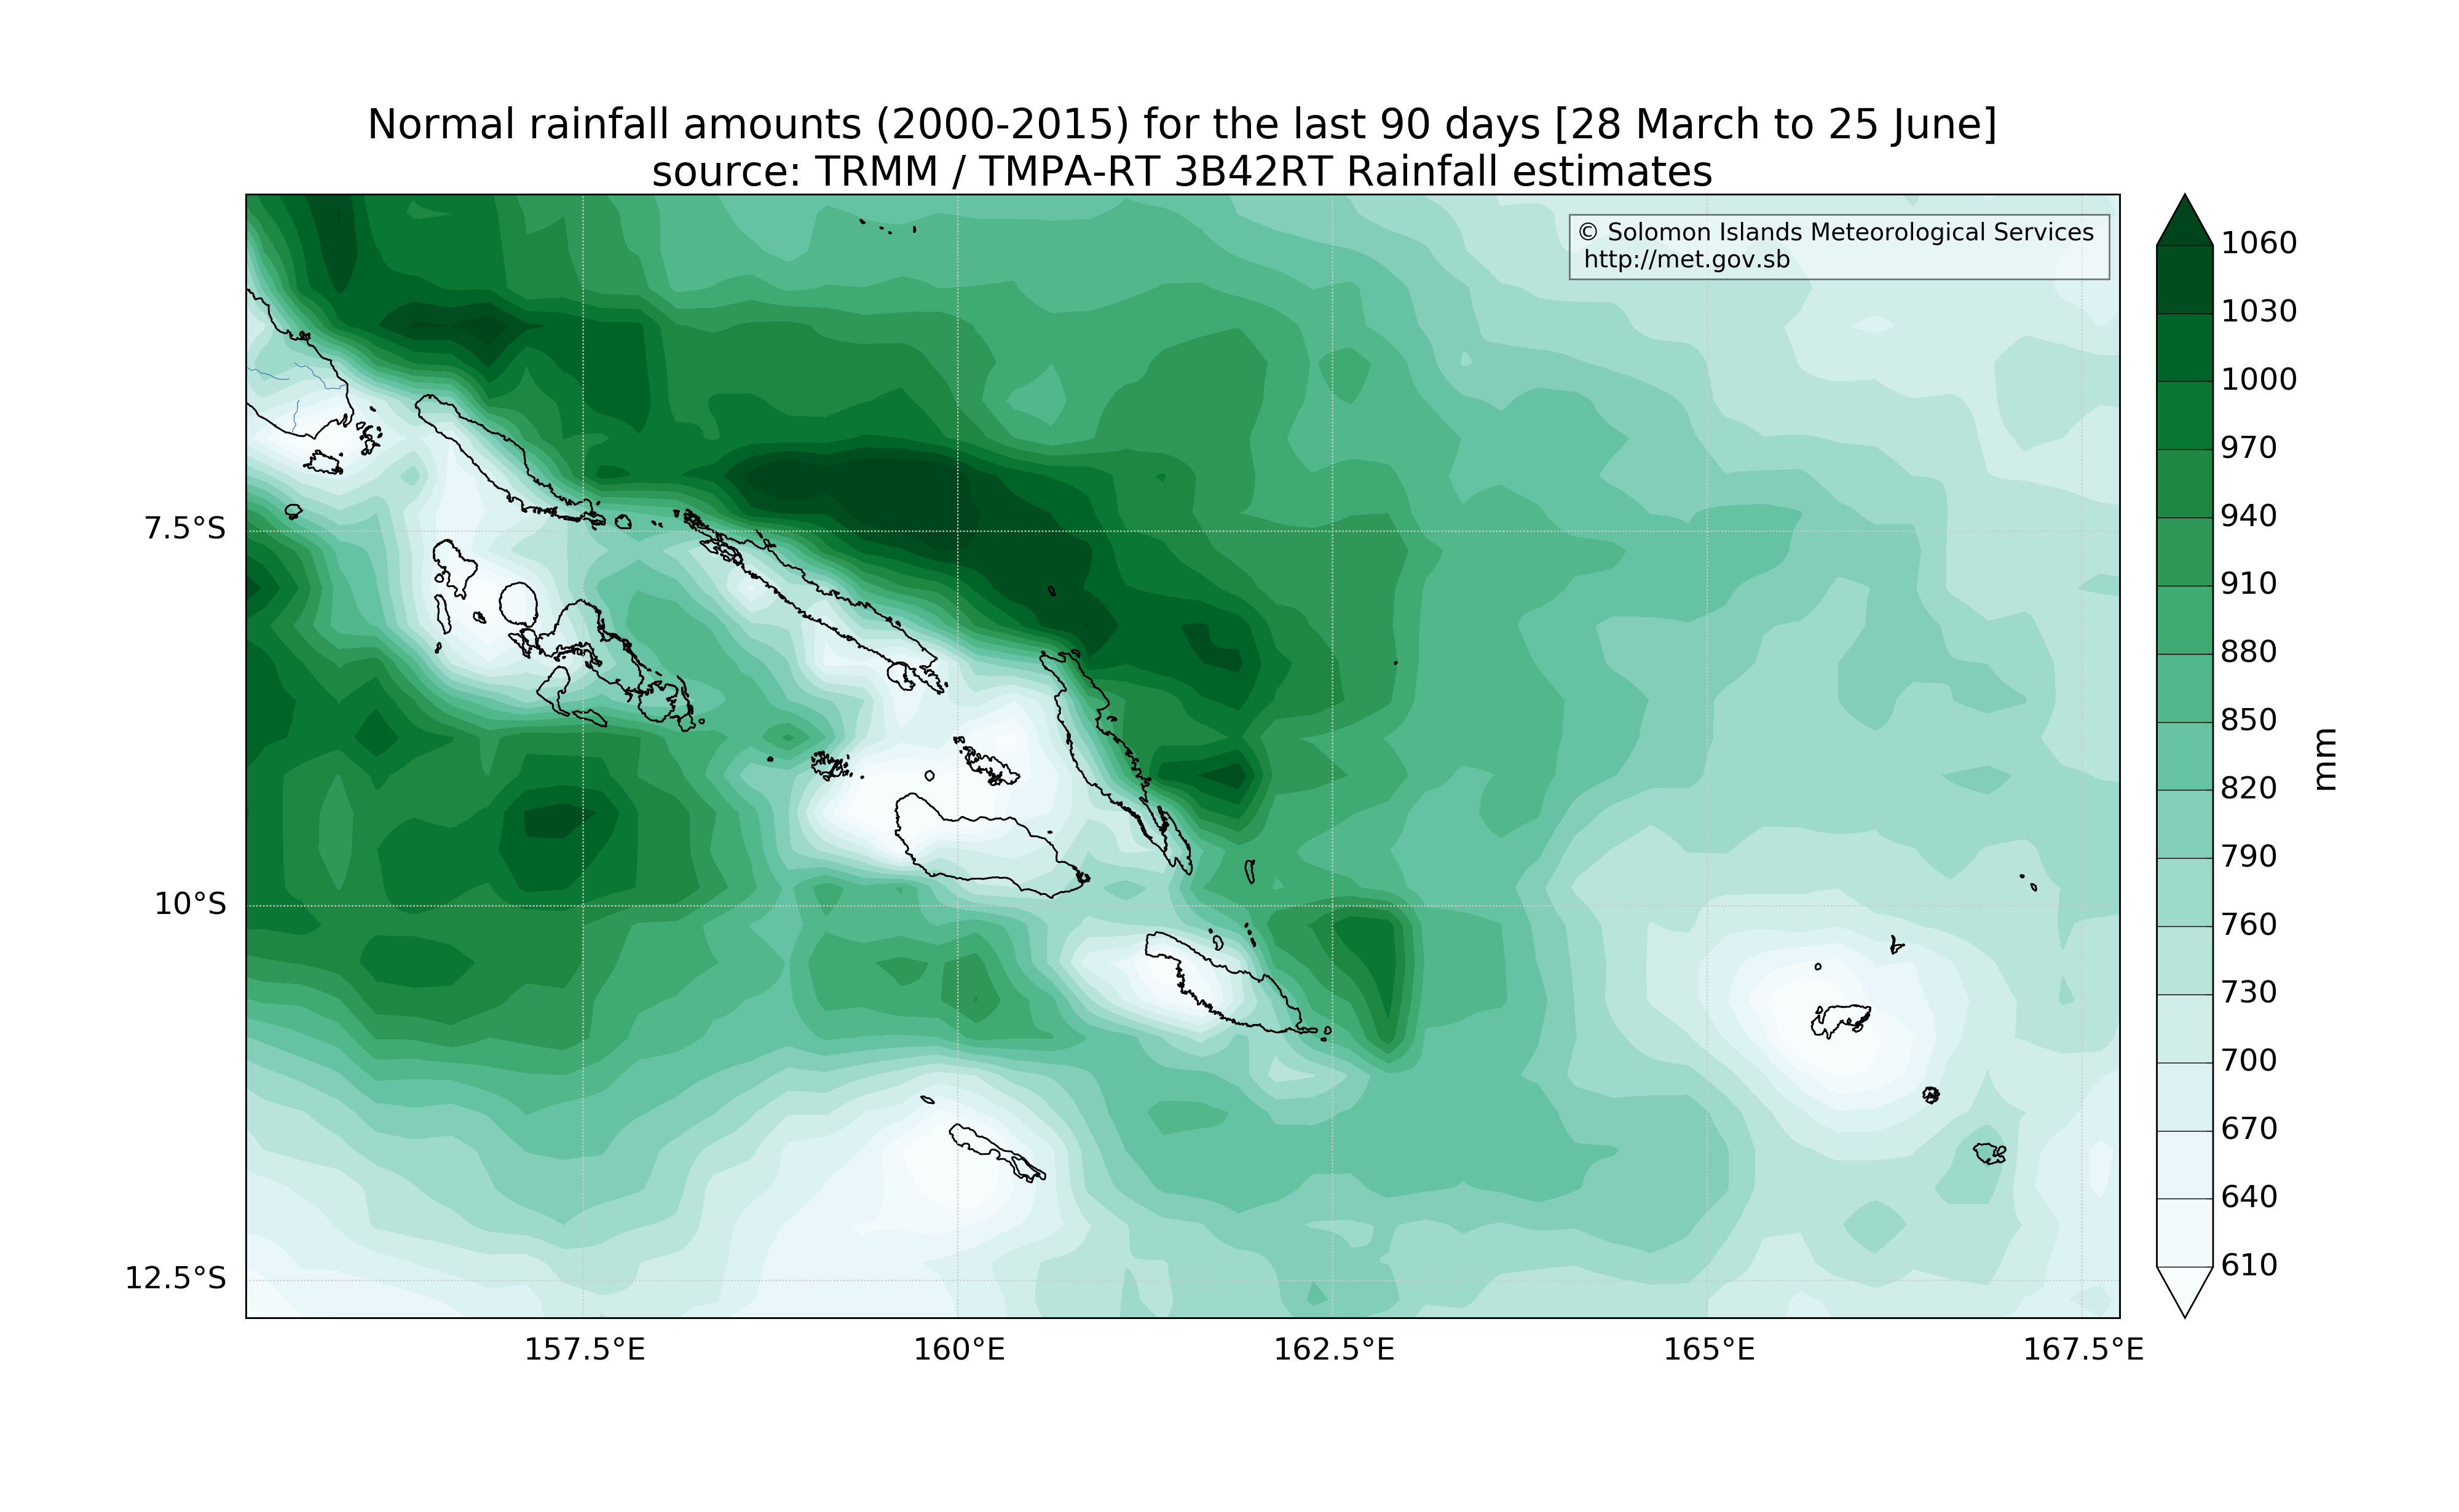 Normal rainfall amounts (2000-2015) for the last 90 days [28 March to 25 June]
source: TRMM / TMPA-RT 3B42RT Rainfall estimates
© Solomon Islands Meteorological Services
http://met.gov.sb
7.5°S
10°S
12.5°S
157.5°E
160°E
162.5°E
165°E
167.5°E
1060
1030
1000
970
940
910
880
850
820
790
760
730
700
670
640
610
mm